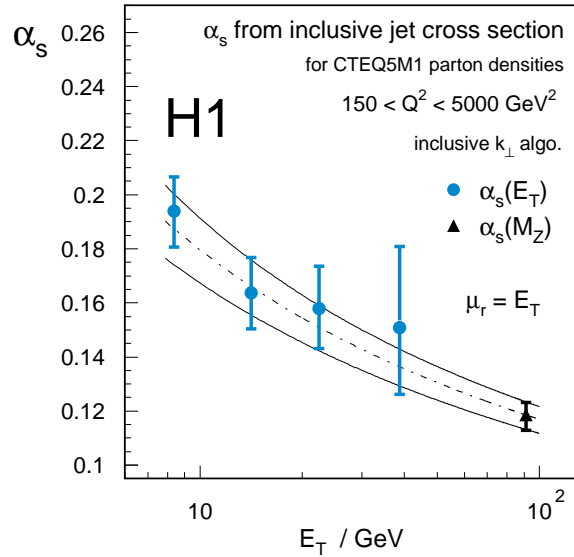 α_s
0.26
α_s from inclusive jet cross section
for CTEQ5M1 parton densities
0.24
150 < Q² < 5000 GeV²
H1
0.22
inclusive k_⊥ algo.
0.2
α_s(E_T)
α_s(M_Z)
0.18
μ_r = E_T
0.16
0.14
0.12
0.1
10
10²
E_T / GeV